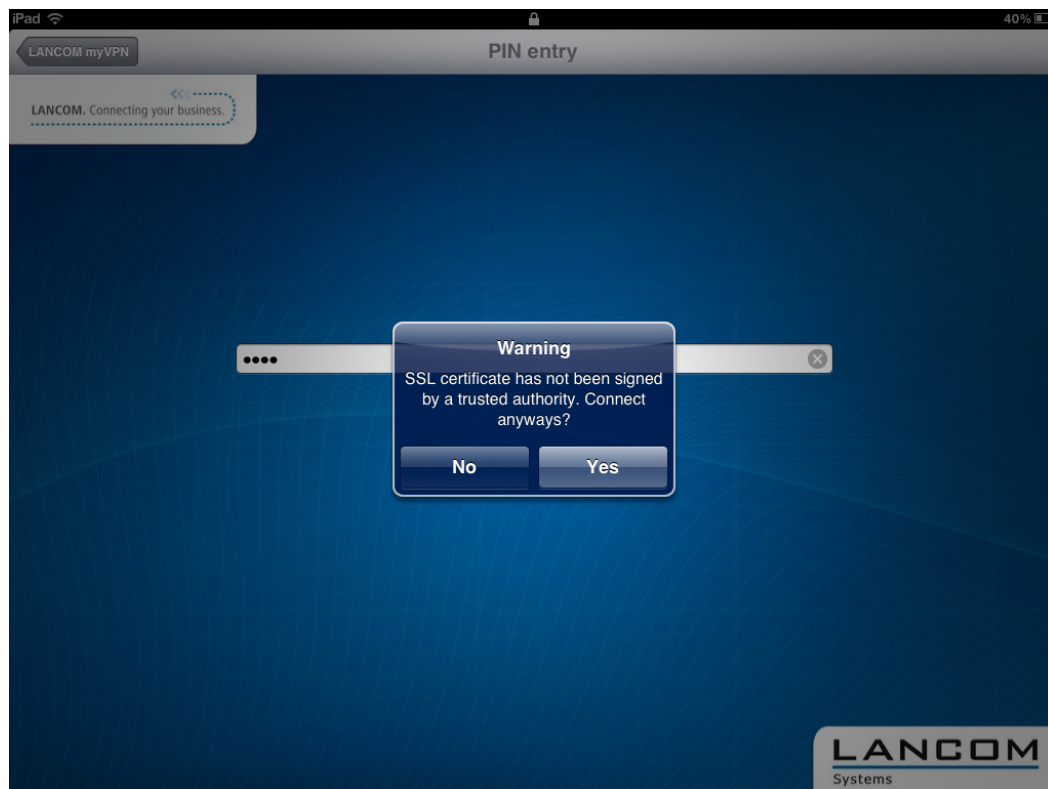 iPad
40%
LANCOM myVPN
PIN entry
LANCOM. Connecting your business.
Warning
SSL certificate has not been signed
by a trusted authority. Connect
anyways?
No
Yes
LANCOM
Systems